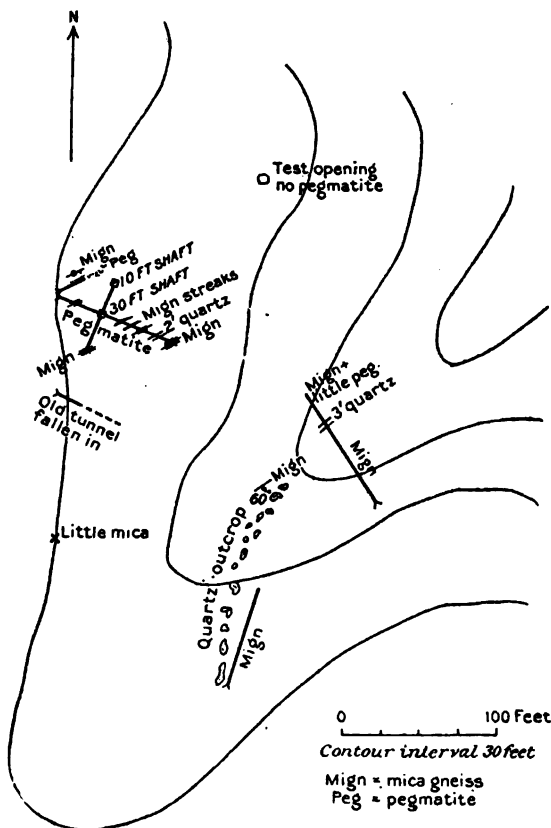 N
Test opening
no pegmatite
Mign
Peg
10 FT SHAFT
30 FT SHAFT
Mign streaks
2' quartz
Mign
Pegmatite
Mign
Old tunnel
fallen in
Mign+
little peg.
3' quartz
Mign
Mign
Quartz outcrop
Little mica
Mign
0 100 Feet
Contour interval 30 feet
Mign = mica gneiss
Peg = pegmatite